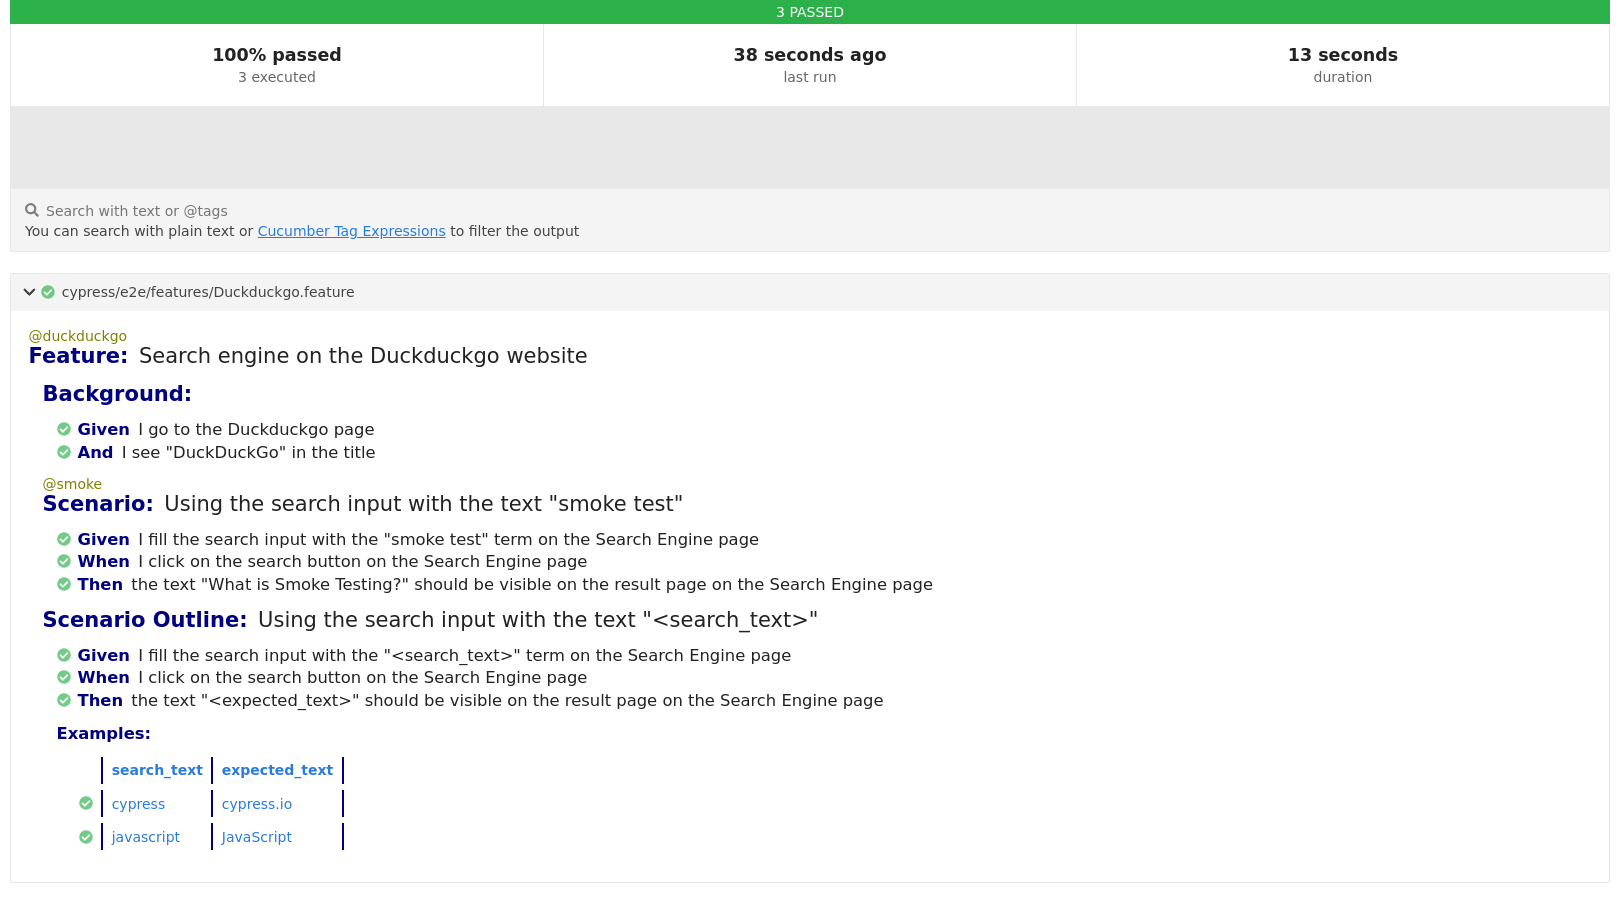 3 PASSED
100% passed
3 executed
38 seconds ago
last run
13 seconds
duration
Search with text or @tags
You can search with plain text or Cucumber Tag Expressions to filter the output
cypress/e2e/features/Duckduckgo.feature
@duckduckgo
Feature: Search engine on the Duckduckgo website
Background:
Given I go to the Duckduckgo page
And I see "DuckDuckGo" in the title
@smoke
Scenario: Using the search input with the text "smoke test"
Given I fill the search input with the "smoke test" term on the Search Engine page
When I click on the search button on the Search Engine page
Then the text "What is Smoke Testing?" should be visible on the result page on the Search Engine page
Scenario Outline: Using the search input with the text "<search_text>"
Given I fill the search input with the "<search_text>" term on the Search Engine page
When I click on the search button on the Search Engine page
Then the text "<expected_text>" should be visible on the result page on the Search Engine page
Examples:
search_text expected_text
cypress cypress.io
javascript JavaScript